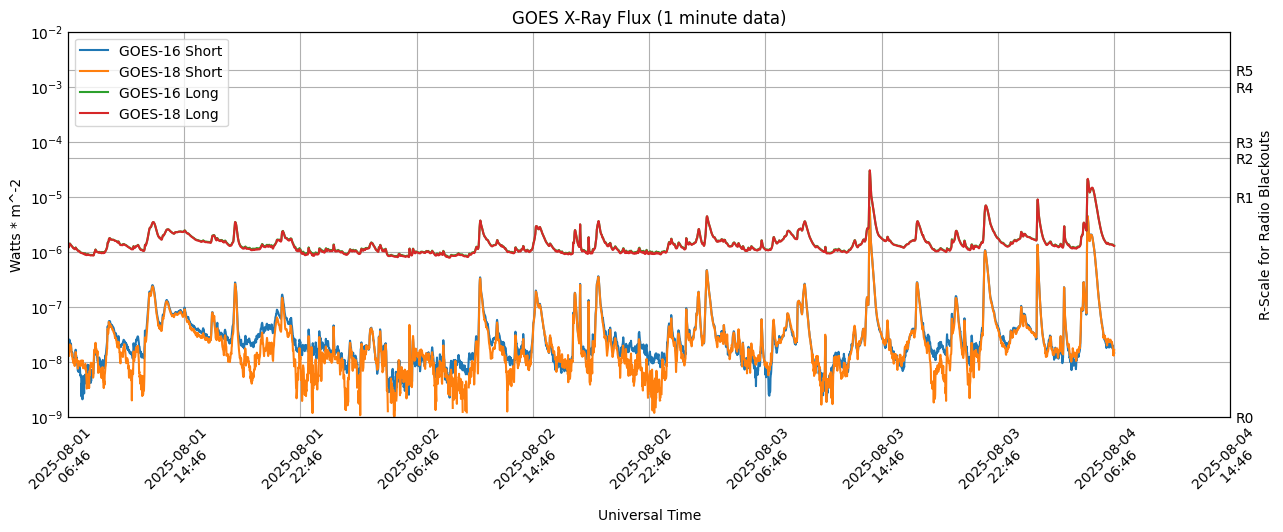 GOES X-Ray Flux (1 minute data)
GOES-16 Short
GOES-18 Short
GOES-16 Long
GOES-18 Long
Watts * m^-2
10^-2
10^-3
10^-4
10^-5
10^-6
10^-7
10^-8
10^-9
R5
R4
R3
R2
R1
R0
R-Scale for Radio Blackouts
2025-08-01
06:46
2025-08-01
14:46
2025-08-01
22:46
2025-08-02
06:46
2025-08-02
14:46
2025-08-02
22:46
2025-08-03
06:46
2025-08-03
14:46
2025-08-03
22:46
2025-08-04
06:46
2025-08-04
14:46
Universal Time